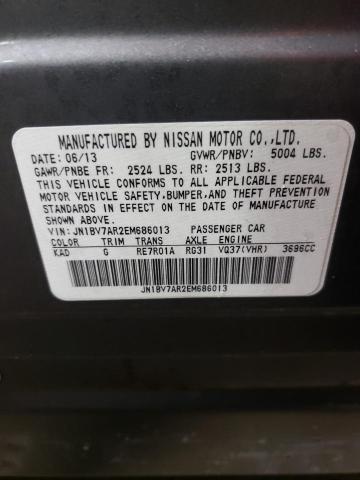 MANUFACTURED BY NISSAN MOTOR CO.,LTD.
DATE: 06/13 GVWR/PNBV: 5004 LBS.
GAWR/PNBE FR: 2524 LBS. RR: 2513 LBS.
THIS VEHICLE CONFORMS TO ALL APPLICABLE FEDERAL
MOTOR VEHICLE SAFETY,BUMPER,AND THEFT PREVENTION
STANDARDS IN EFFECT ON THE DATE OF MANUFACTURE
SHOWN ABOVE.
VIN: JN1BV7AR2EM686013 PASSENGER CAR
COLOR TRIM TRANS AXLE ENGINE
KAD G RE7R01A RG31 VQ37(VHR) 3696CC
JN1BV7AR2EM686013